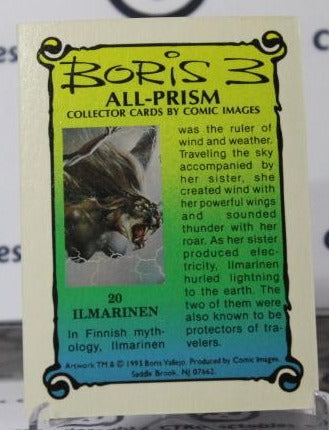 BORIS 3
ALL-PRISM
COLLECTOR CARDS BY COMIC IMAGES
20
ILMARINEN
In Finnish myth-
ology, Ilmarinen
was the ruler of
wind and weather.
Traveling the sky
accompanied by
her sister, she
created wind with
her powerful wings
and sounded
thunder with her
roar. As her sister
produced elec-
tricity, Ilmarinen
hurled lightning
to the earth. The
two of them were
also known to be
protectors of tra-
velers.
Artwork TM & © 1993 Boris Vallejo. Produced by Comic Images,
Saddle Brook, NJ 07662.